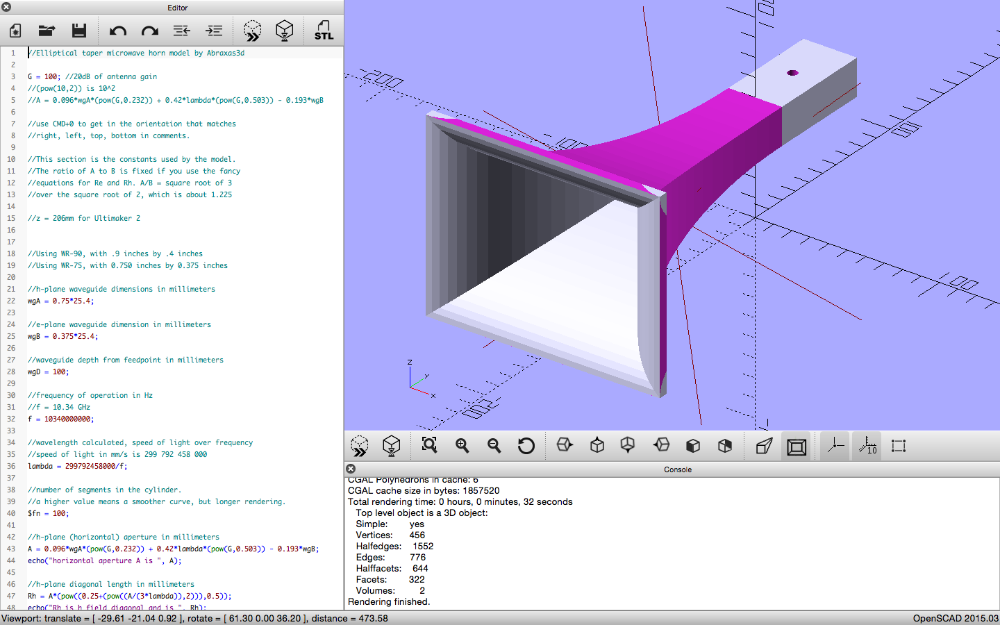 Editor
STL
1 //Elliptical taper microwave horn model by Abraxas3d
2
3 G = 100; //20dB of antenna gain
4 //(pow(10,2)) is 10^2
5 //A = 0.096*wgA*(pow(G,0.232)) + 0.42*lambda*(pow(G,0.503)) - 0.193*wgB
6
7 //use CMD+0 to get in the orientation that matches
8 //right, left, top, bottom in comments.
9
10 //This section is the constants used by the model.
11 //The ratio of A to B is fixed if you use the fancy
12 //equations for Re and Rh. A/B = square root of 3
13 //over the square root of 2, which is about 1.225
14
15 //z = 206mm for Ultimaker 2
16
17
18 //Using WR-90, with .9 inches by .4 inches
19 //Using WR-75, with 0.750 inches by 0.375 inches
20
21 //h-plane waveguide dimensions in millimeters
22 wgA = 0.75*25.4;
23
24 //e-plane waveguide dimension in millimeters
25 wgB = 0.375*25.4;
26
27 //waveguide depth from feedpoint in millimeters
28 wgD = 100;
29
30 //frequency of operation in Hz
31 //f = 10.34 GHz
32 f = 10340000000;
33
34 //wavelength calculated, speed of light over frequency
35 //speed of light in mm/s is 299 792 458 000
36 lambda = 299792458000/f;
37
38 //number of segments in the cylinder.
39 //a higher value means a smoother curve, but longer rendering.
40 $fn = 100;
41
42 //h-plane (horizontal) aperture in millimeters
43 A = 0.096*wgA*(pow(G,0.232)) + 0.42*lambda*(pow(G,0.503)) - 0.193*wgB;
44 echo("horizontal aperture A is ", A);
45
46 //h-plane diagonal length in millimeters
47 Rh = A*(pow((0.25+(pow((A/(3*lambda)),2))),0.5));
48 echo("Rh is h field diagonal and is ", Rh);
z
y
x
10
Console
CGAL Polyhedrons in cache: 6
CGAL cache size in bytes: 1857520
Total rendering time: 0 hours, 0 minutes, 32 seconds
Top level object is a 3D object:
Simple: yes
Vertices: 456
Halfedges: 1552
Edges: 776
Halffacets: 644
Facets: 322
Volumes: 2
Rendering finished.
Viewport: translate = [ -29.61 -21.04 0.92 ], rotate = [ 61.30 0.00 36.20 ], distance = 473.58
OpenSCAD 2015.03